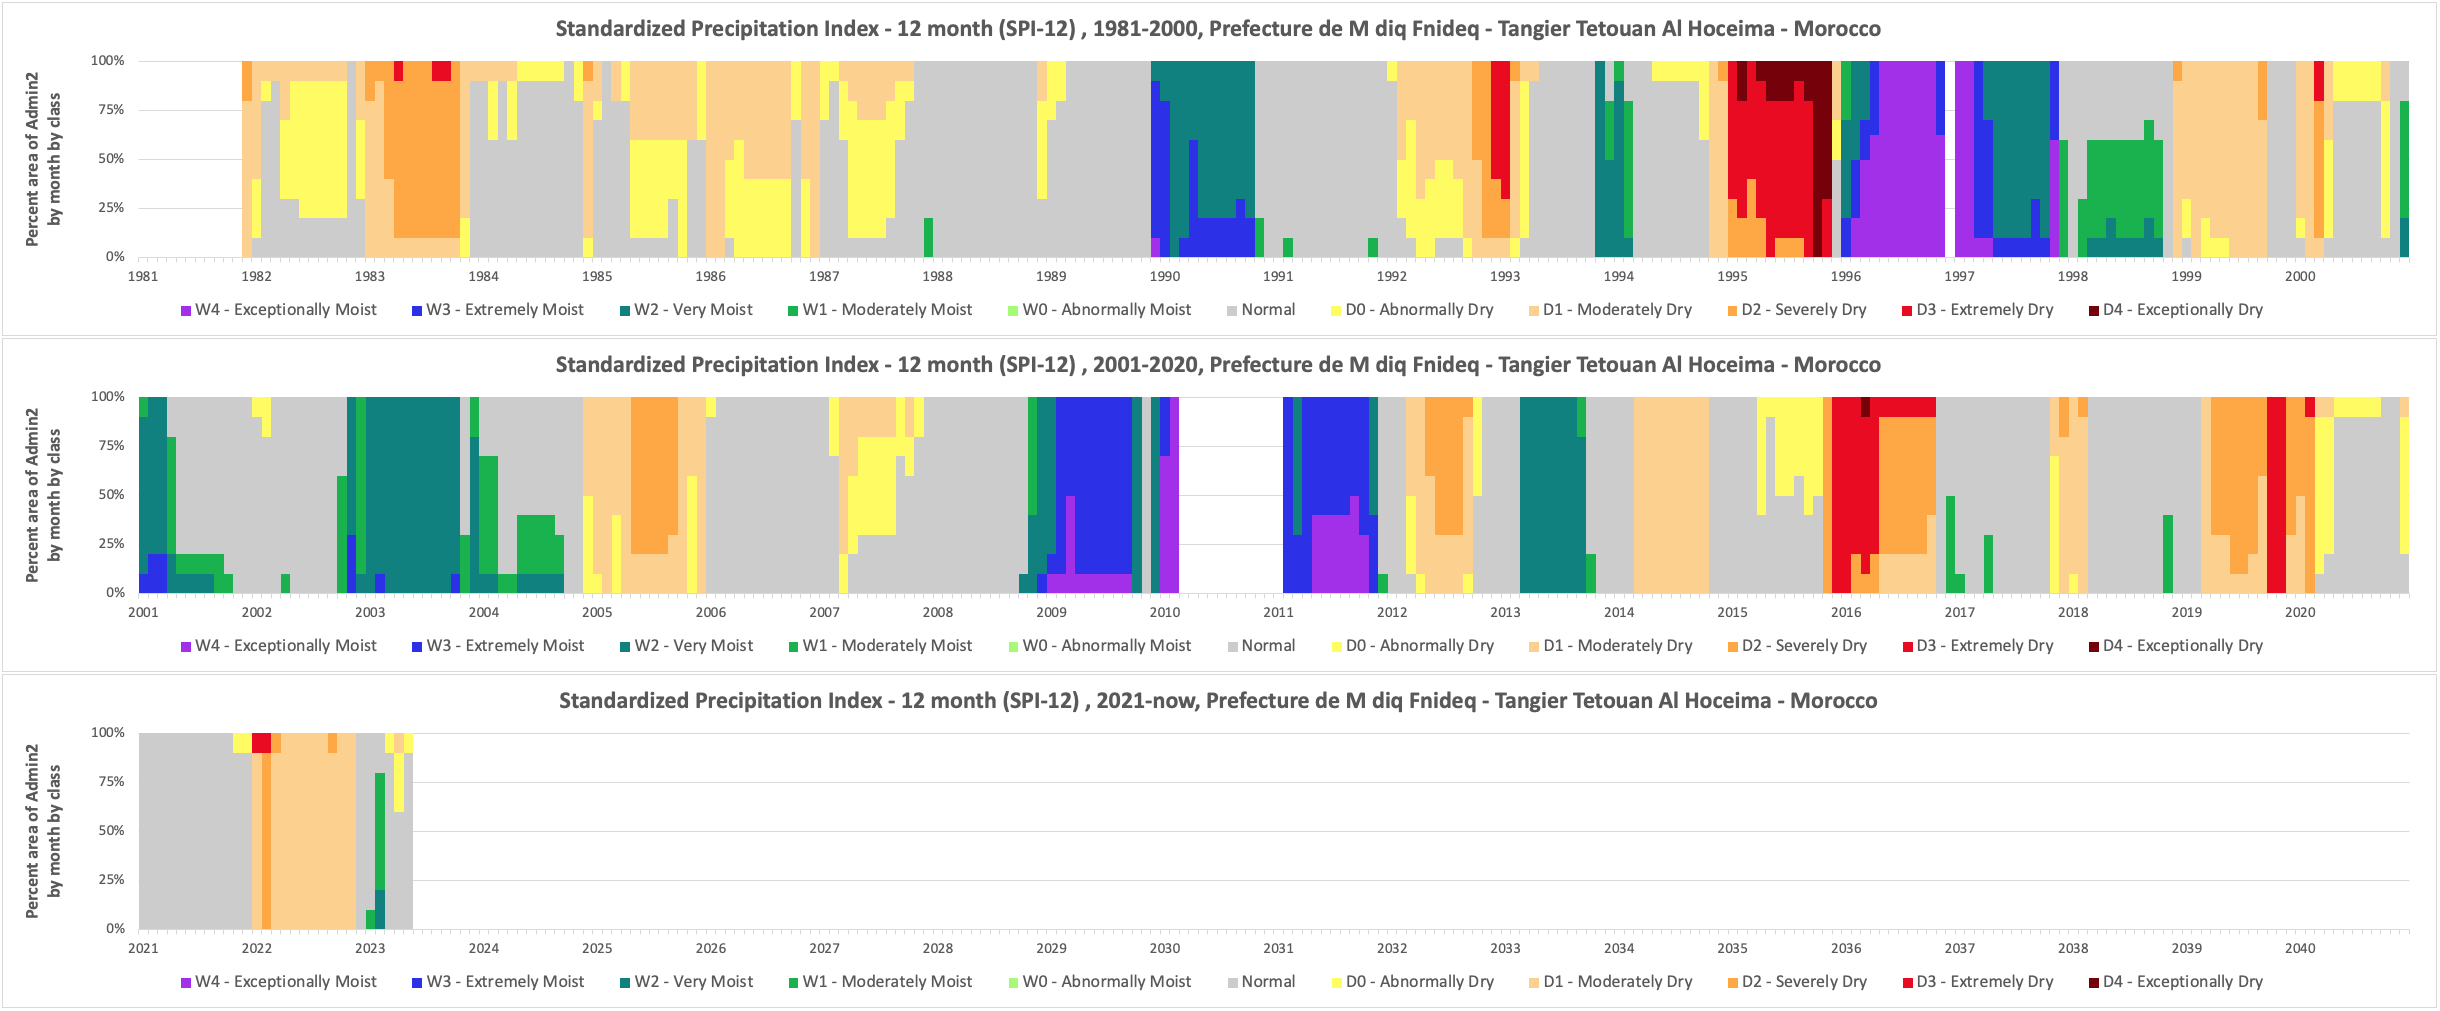 Standardized Precipitation Index - 12 month (SPI-12) , 1981-2000, Prefecture de M diq Fnideq - Tangier Tetouan Al Hoceima - Morocco
Percent area of Admin2
by month by class
100%
75%
50%
25%
0%
1981 1982 1983 1984 1985 1986 1987 1988 1989 1990 1991 1992 1993 1994 1995 1996 1997 1998 1999 2000
W4 - Exceptionally Moist W3 - Extremely Moist W2 - Very Moist W1 - Moderately Moist W0 - Abnormally Moist Normal D0 - Abnormally Dry D1 - Moderately Dry D2 - Severely Dry D3 - Extremely Dry D4 - Exceptionally Dry
Standardized Precipitation Index - 12 month (SPI-12) , 2001-2020, Prefecture de M diq Fnideq - Tangier Tetouan Al Hoceima - Morocco
Percent area of Admin2
by month by class
100%
75%
50%
25%
0%
2001 2002 2003 2004 2005 2006 2007 2008 2009 2010 2011 2012 2013 2014 2015 2016 2017 2018 2019 2020
W4 - Exceptionally Moist W3 - Extremely Moist W2 - Very Moist W1 - Moderately Moist W0 - Abnormally Moist Normal D0 - Abnormally Dry D1 - Moderately Dry D2 - Severely Dry D3 - Extremely Dry D4 - Exceptionally Dry
Standardized Precipitation Index - 12 month (SPI-12) , 2021-now, Prefecture de M diq Fnideq - Tangier Tetouan Al Hoceima - Morocco
Percent area of Admin2
by month by class
100%
75%
50%
25%
0%
2021 2022 2023 2024 2025 2026 2027 2028 2029 2030 2031 2032 2033 2034 2035 2036 2037 2038 2039 2040
W4 - Exceptionally Moist W3 - Extremely Moist W2 - Very Moist W1 - Moderately Moist W0 - Abnormally Moist Normal D0 - Abnormally Dry D1 - Moderately Dry D2 - Severely Dry D3 - Extremely Dry D4 - Exceptionally Dry